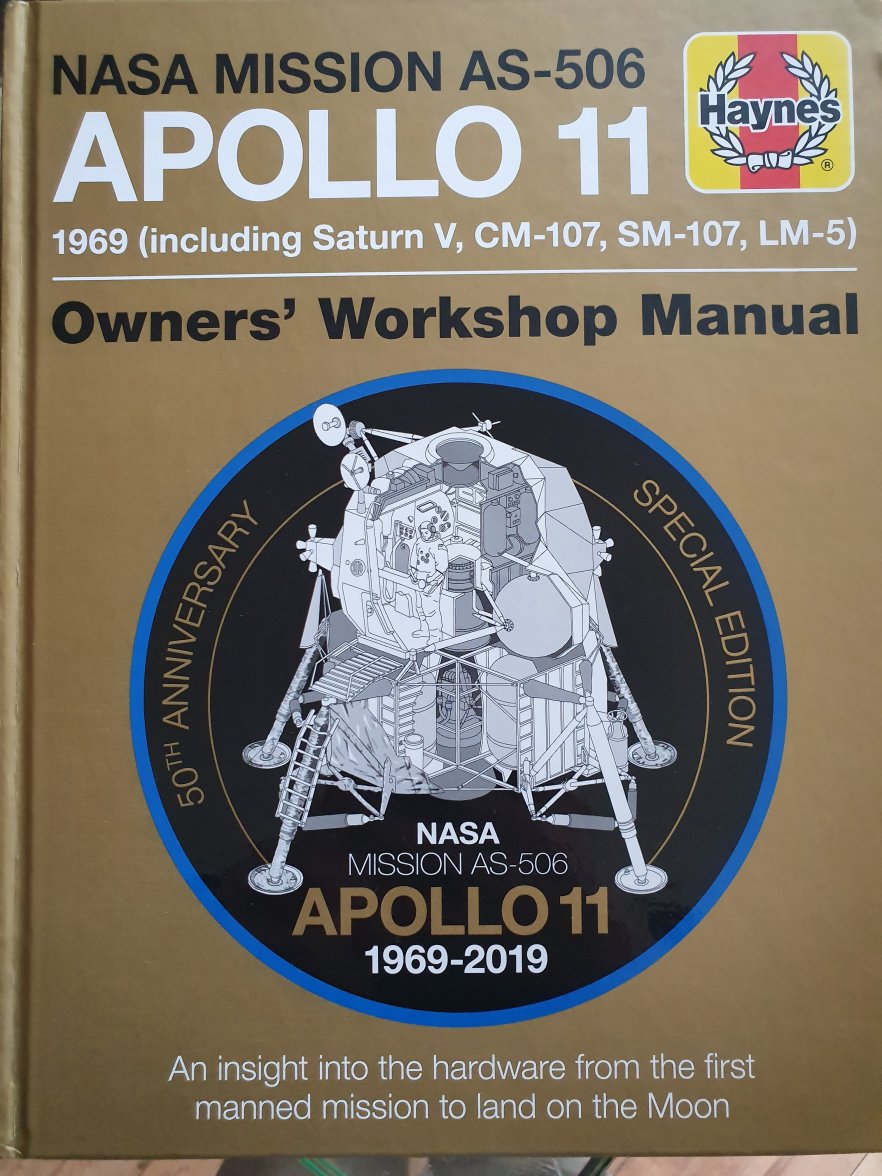 NASA MISSION AS-506
Haynes
®
APOLLO 11
1969 (including Saturn V, CM-107, SM-107, LM-5)
Owners’ Workshop Manual
50TH ANNIVERSARY
SPECIAL EDITION
NASA
MISSION AS-506
APOLLO 11
1969-2019
An insight into the hardware from the first
manned mission to land on the Moon